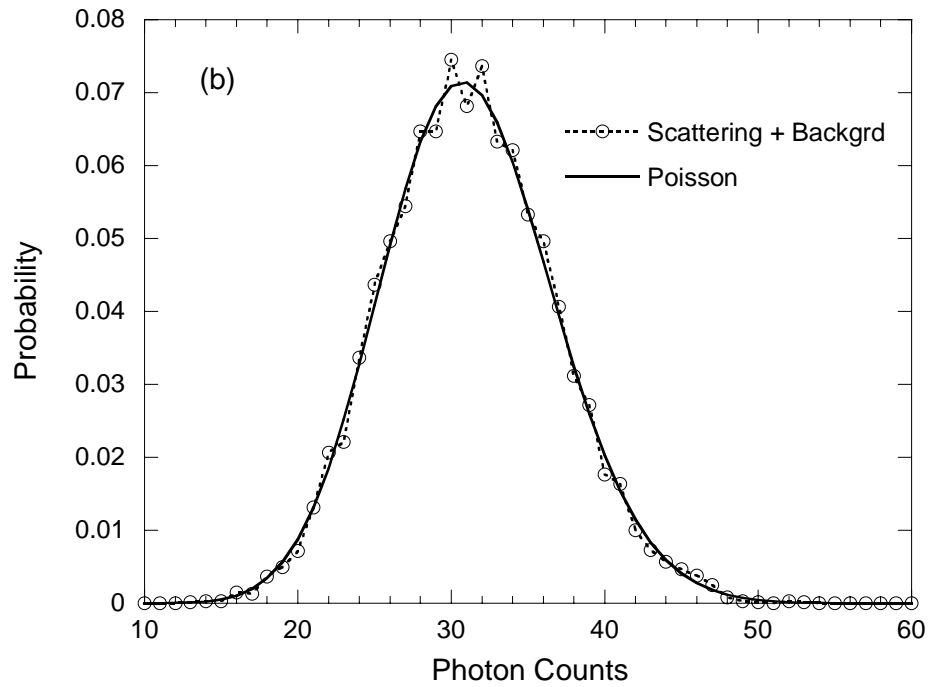 0.08
(b)
0.07
Scattering + Backgrd
Poisson
0.06
0.05
Probability
0.04
0.03
0.02
0.01
0
10 20 30 40 50 60
Photon Counts